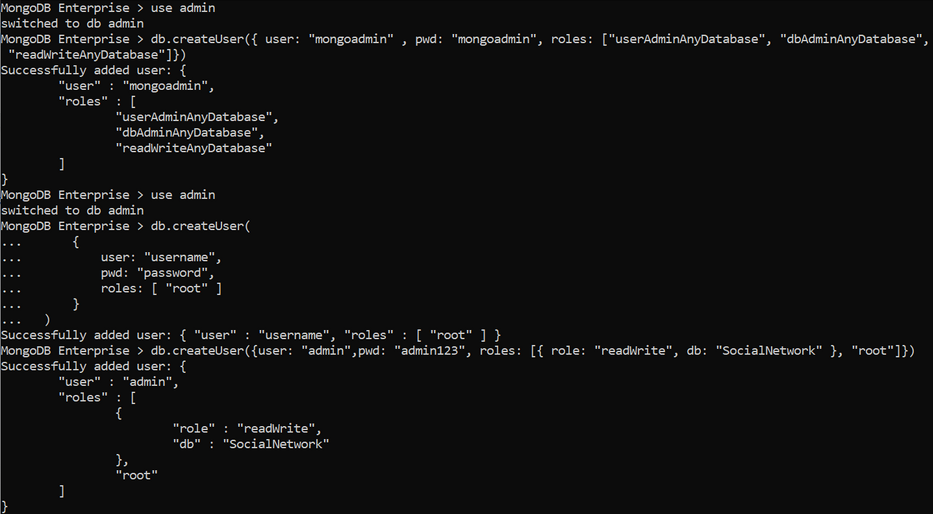 MongoDB Enterprise > use admin
switched to db admin
MongoDB Enterprise > db.createUser({ user: "mongoadmin" , pwd: "mongoadmin", roles: ["userAdminAnyDatabase", "dbAdminAnyDatabase",
 "readWriteAnyDatabase"]})
Successfully added user: {
        "user" : "mongoadmin",
        "roles" : [
                "userAdminAnyDatabase",
                "dbAdminAnyDatabase",
                "readWriteAnyDatabase"
        ]
}
MongoDB Enterprise > use admin
switched to db admin
MongoDB Enterprise > db.createUser(
...       {
...           user: "username",
...           pwd: "password",
...           roles: [ "root" ]
...       }
...   )
Successfully added user: { "user" : "username", "roles" : [ "root" ] }
MongoDB Enterprise > db.createUser({user: "admin",pwd: "admin123", roles: [{ role: "readWrite", db: "SocialNetwork" }, "root"]})
Successfully added user: {
        "user" : "admin",
        "roles" : [
                {
                        "role" : "readWrite",
                        "db" : "SocialNetwork"
                },
                "root"
        ]
}